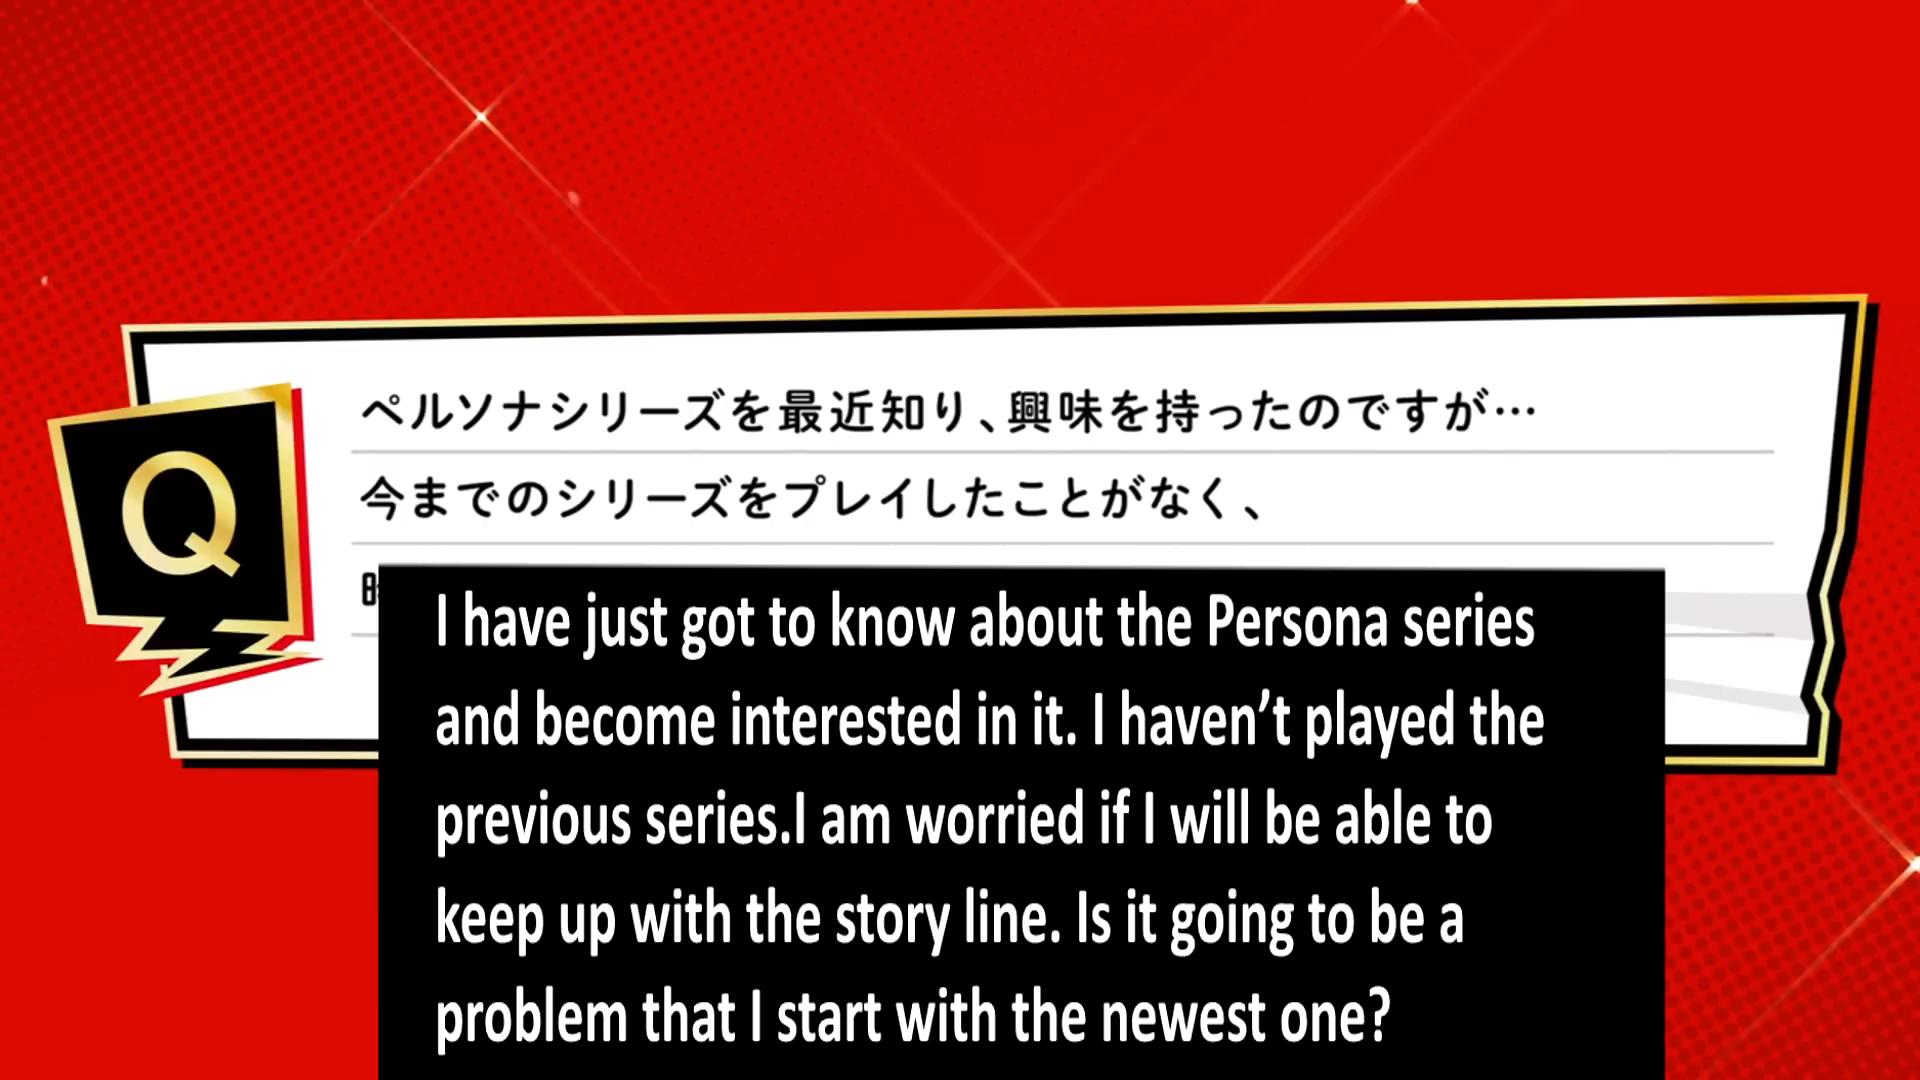 ペルソナシリーズを最近知り、興味を持ったのですが…
今までのシリーズをプレイしたことがなく、
Q
I have just got to know about the Persona series
and become interested in it. I haven’t played the
previous series.I am worried if I will be able to
keep up with the story line. Is it going to be a
problem that I start with the newest one?